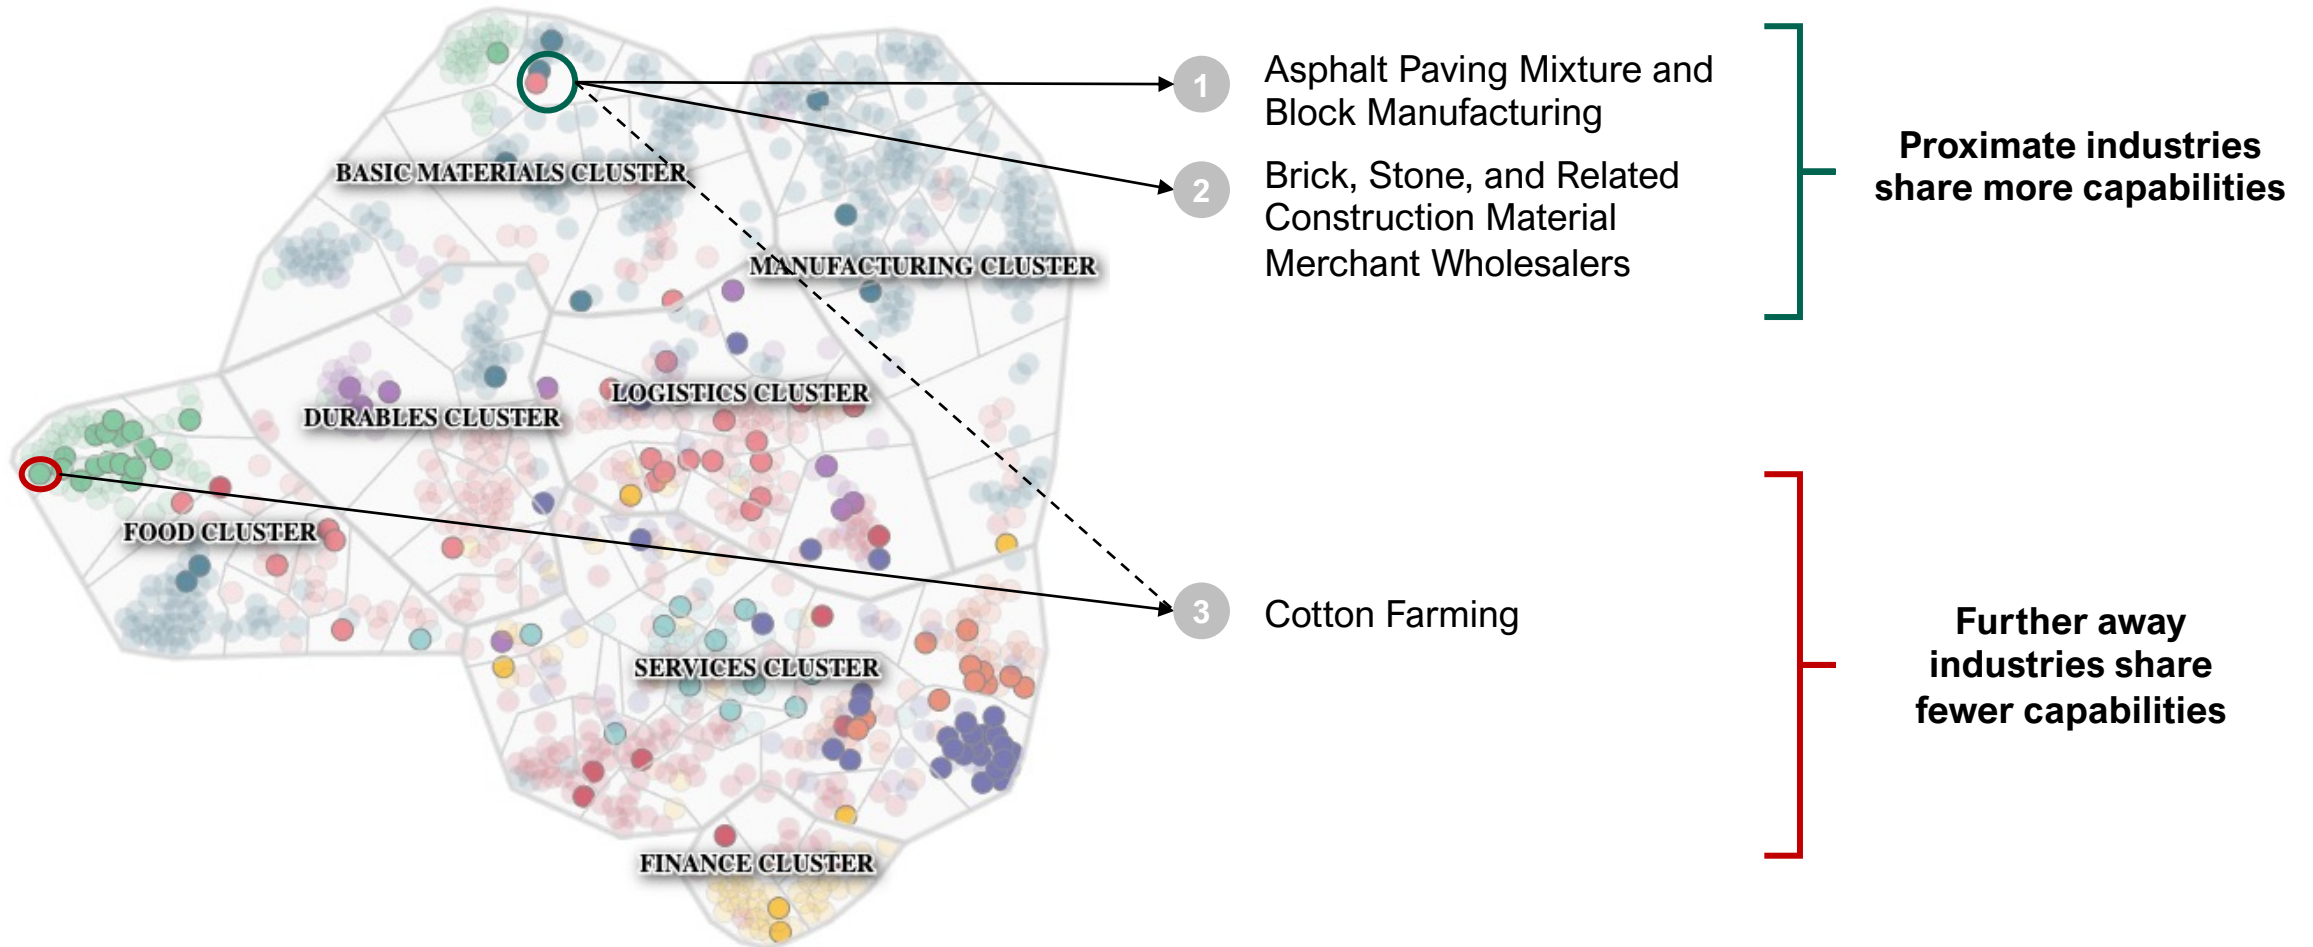 BASIC MATERIALS CLUSTER
MANUFACTURING CLUSTER
LOGISTICS CLUSTER
DURABLES CLUSTER
FOOD CLUSTER
SERVICES CLUSTER
FINANCE CLUSTER
1
Asphalt Paving Mixture and
Block Manufacturing
2
Brick, Stone, and Related
Construction Material
Merchant Wholesalers
Proximate industries
share more capabilities
3
Cotton Farming
Further away
industries share
fewer capabilities